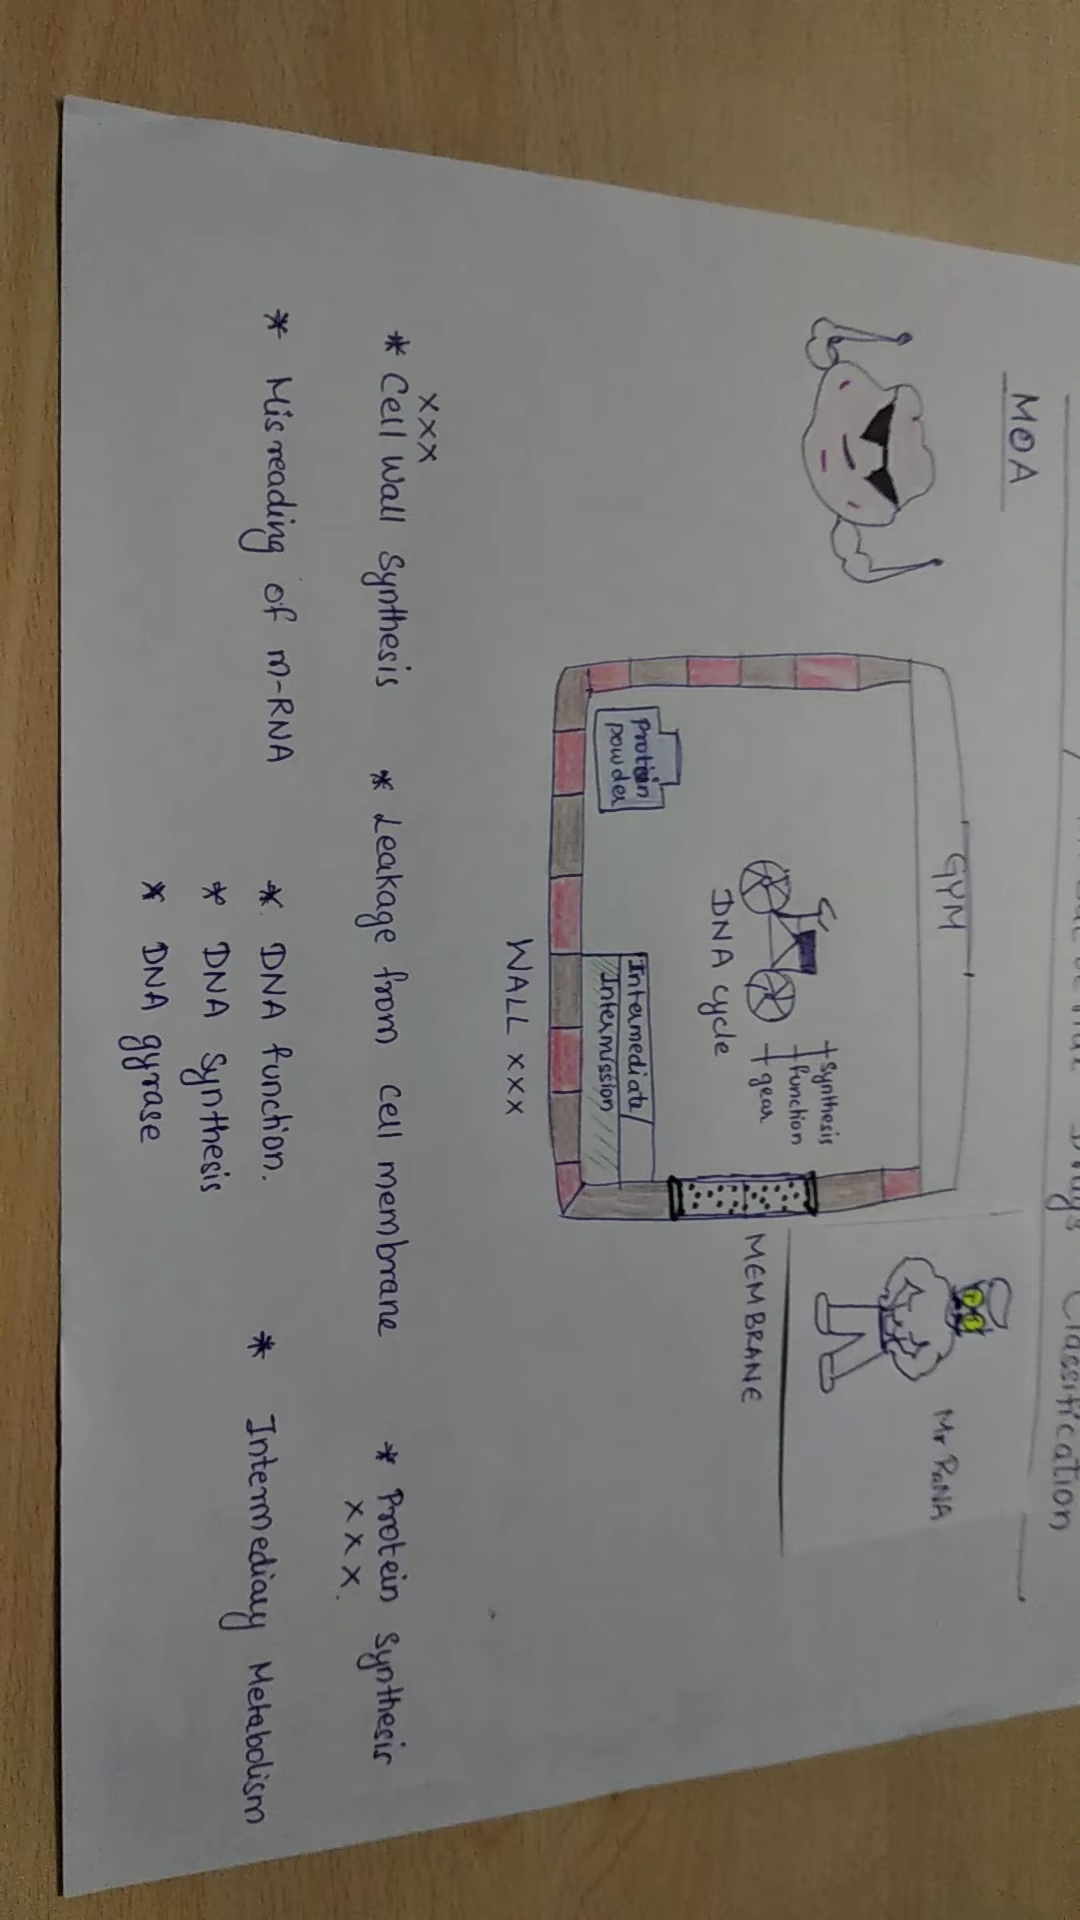 Drugs Classification
MOA
GYM
Mr RaNA
Synthesis
function
gear
DNA cycle
MEMBRANE
Protein
powder
Intermediate
Intermission
WALL xxx
xxx
* Cell Wall Synthesis * Leakage from cell membrane * Protein Synthesis
x x x.
* Misreading of m-RNA * DNA function. * Intermediary Metabolism
* DNA Synthesis
* DNA gyrase